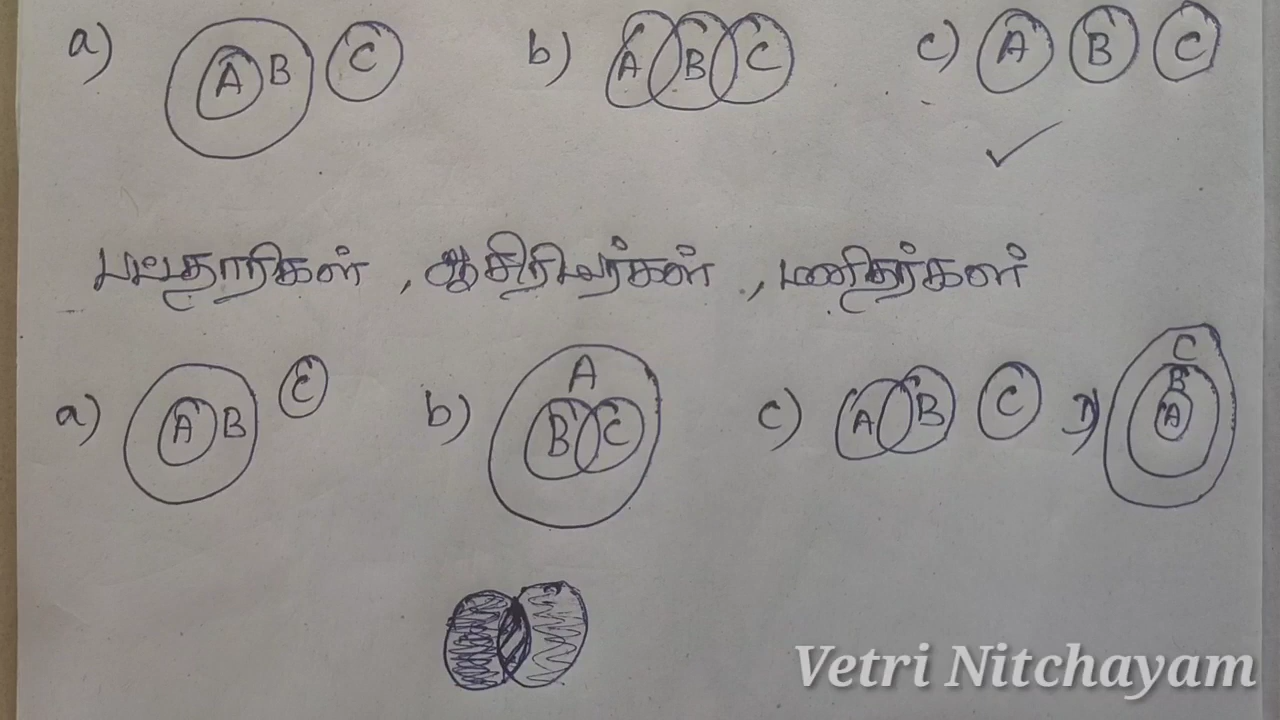 a) A B C b) A B C c) A B C
பட்டதாரிகள் , ஆசிரியர்கள் , மனிதர்கள்
a) A B C b) A B C c) A B C D) C B A
Vetri Nitchayam